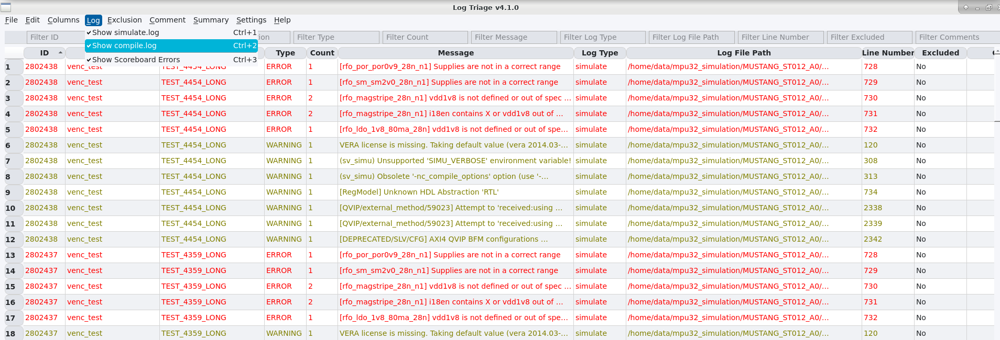 Log Triage v4.1.0
File Edit Columns Log Exclusion Comment Summary Settings Help
Show simulate.log Ctrl+1
Show compile.log Ctrl+2
Show Scoreboard Errors Ctrl+3
Filter ID Filter Type Filter Count Filter Message Filter Log Type Filter Log File Path Filter Line Number Filter Excluded Filter Comments
ID Type Count Message Log Type Log File Path Line Number Excluded
1 2802438 venc_test TEST_4454_LONG ERROR 1 [rfo_por_por0v9_28n_n1] Supplies are not in a correct range simulate /home/data/mpu32_simulation/MUSTANG_ST012_A0/... 728 No
2 2802438 venc_test TEST_4454_LONG ERROR 1 [rfo_sm_sm2v0_28n_n1] Supplies are not in a correct range simulate /home/data/mpu32_simulation/MUSTANG_ST012_A0/... 729 No
3 2802438 venc_test TEST_4454_LONG ERROR 2 [rfo_magstripe_28n_n1] vdd1v8 is not defined or out of spec ... simulate /home/data/mpu32_simulation/MUSTANG_ST012_A0/... 730 No
4 2802438 venc_test TEST_4454_LONG ERROR 2 [rfo_magstripe_28n_n1] i18en contains X or vdd1v8 out of ... simulate /home/data/mpu32_simulation/MUSTANG_ST012_A0/... 731 No
5 2802438 venc_test TEST_4454_LONG ERROR 1 [rfo_ldo_1v8_80ma_28n] vdd1v8 is not defined or out of spe... simulate /home/data/mpu32_simulation/MUSTANG_ST012_A0/... 732 No
6 2802438 venc_test TEST_4454_LONG WARNING 1 VERA license is missing. Taking default value (vera 2014.03-... simulate /home/data/mpu32_simulation/MUSTANG_ST012_A0/... 120 No
7 2802438 venc_test TEST_4454_LONG WARNING 1 (sv_simu) Unsupported 'SIMU_VERBOSE' environment variable! simulate /home/data/mpu32_simulation/MUSTANG_ST012_A0/... 308 No
8 2802438 venc_test TEST_4454_LONG WARNING 1 (sv_simu) Obsolete '-nc_compile_options' option (use '-... simulate /home/data/mpu32_simulation/MUSTANG_ST012_A0/... 313 No
9 2802438 venc_test TEST_4454_LONG WARNING 1 [RegModel] Unknown HDL Abstraction 'RTL' simulate /home/data/mpu32_simulation/MUSTANG_ST012_A0/... 734 No
10 2802438 venc_test TEST_4454_LONG WARNING 1 [QVIP/external_method/59023] Attempt to 'received:using ... simulate /home/data/mpu32_simulation/MUSTANG_ST012_A0/... 2338 No
11 2802438 venc_test TEST_4454_LONG WARNING 1 [QVIP/external_method/59023] Attempt to 'received:using ... simulate /home/data/mpu32_simulation/MUSTANG_ST012_A0/... 2339 No
12 2802438 venc_test TEST_4454_LONG WARNING 1 [DEPRECATED/SLV/CFG] AXI4 QVIP BFM configurations ... simulate /home/data/mpu32_simulation/MUSTANG_ST012_A0/... 2342 No
13 2802437 venc_test TEST_4359_LONG ERROR 1 [rfo_por_por0v9_28n_n1] Supplies are not in a correct range simulate /home/data/mpu32_simulation/MUSTANG_ST012_A0/... 728 No
14 2802437 venc_test TEST_4359_LONG ERROR 1 [rfo_sm_sm2v0_28n_n1] Supplies are not in a correct range simulate /home/data/mpu32_simulation/MUSTANG_ST012_A0/... 729 No
15 2802437 venc_test TEST_4359_LONG ERROR 2 [rfo_magstripe_28n_n1] vdd1v8 is not defined or out of spec ... simulate /home/data/mpu32_simulation/MUSTANG_ST012_A0/... 730 No
16 2802437 venc_test TEST_4359_LONG ERROR 2 [rfo_magstripe_28n_n1] i18en contains X or vdd1v8 out of ... simulate /home/data/mpu32_simulation/MUSTANG_ST012_A0/... 731 No
17 2802437 venc_test TEST_4359_LONG ERROR 1 [rfo_ldo_1v8_80ma_28n] vdd1v8 is not defined or out of spe... simulate /home/data/mpu32_simulation/MUSTANG_ST012_A0/... 732 No
18 2802437 venc_test TEST_4359_LONG WARNING 1 VERA license is missing. Taking default value (vera 2014.03-... simulate /home/data/mpu32_simulation/MUSTANG_ST012_A0/... 120 No